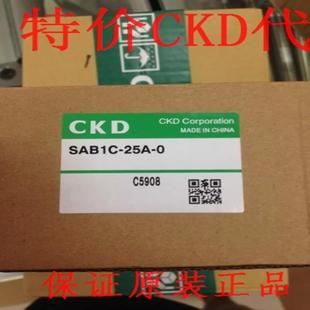 特价CKD代
CKD
CKD Corporation
MADE IN CHINA
SAB1C-25A-0
C5908
保证原装正品